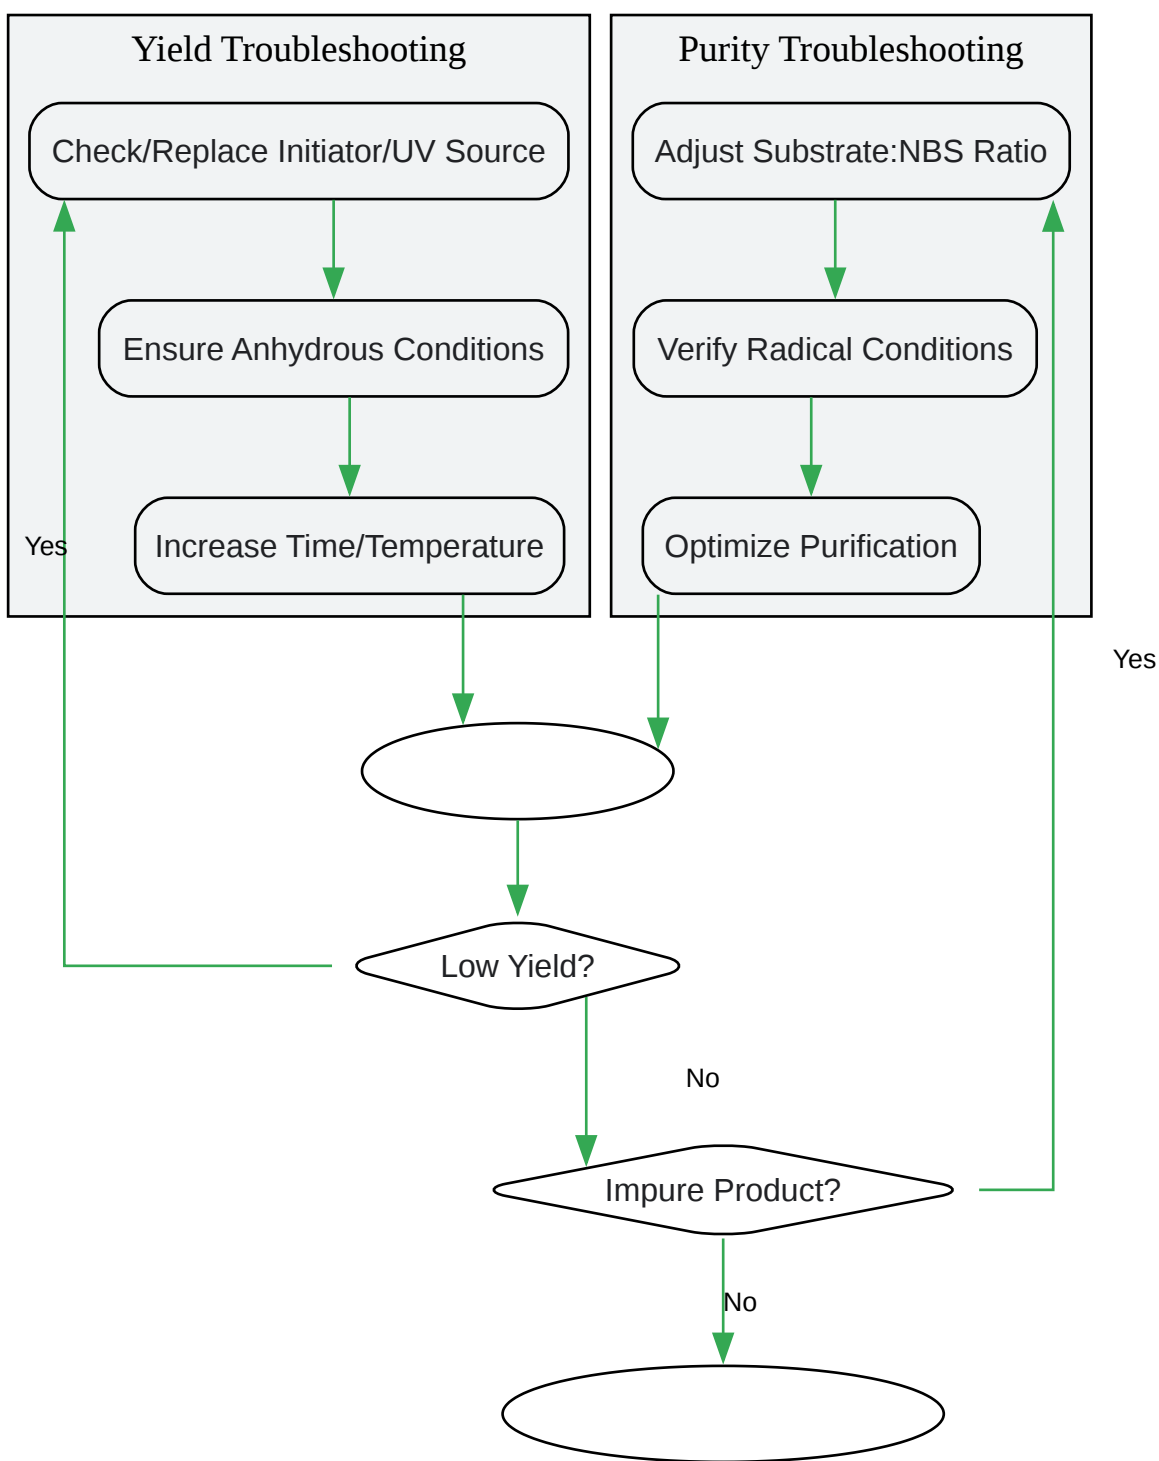 Yield Troubleshooting
Check/Replace Initiator/UV Source
Ensure Anhydrous Conditions
Increase Time/Temperature
Yes
Purity Troubleshooting
Adjust Substrate:NBS Ratio
Verify Radical Conditions
Optimize Purification
Yes
Low Yield?
No
Impure Product?
No